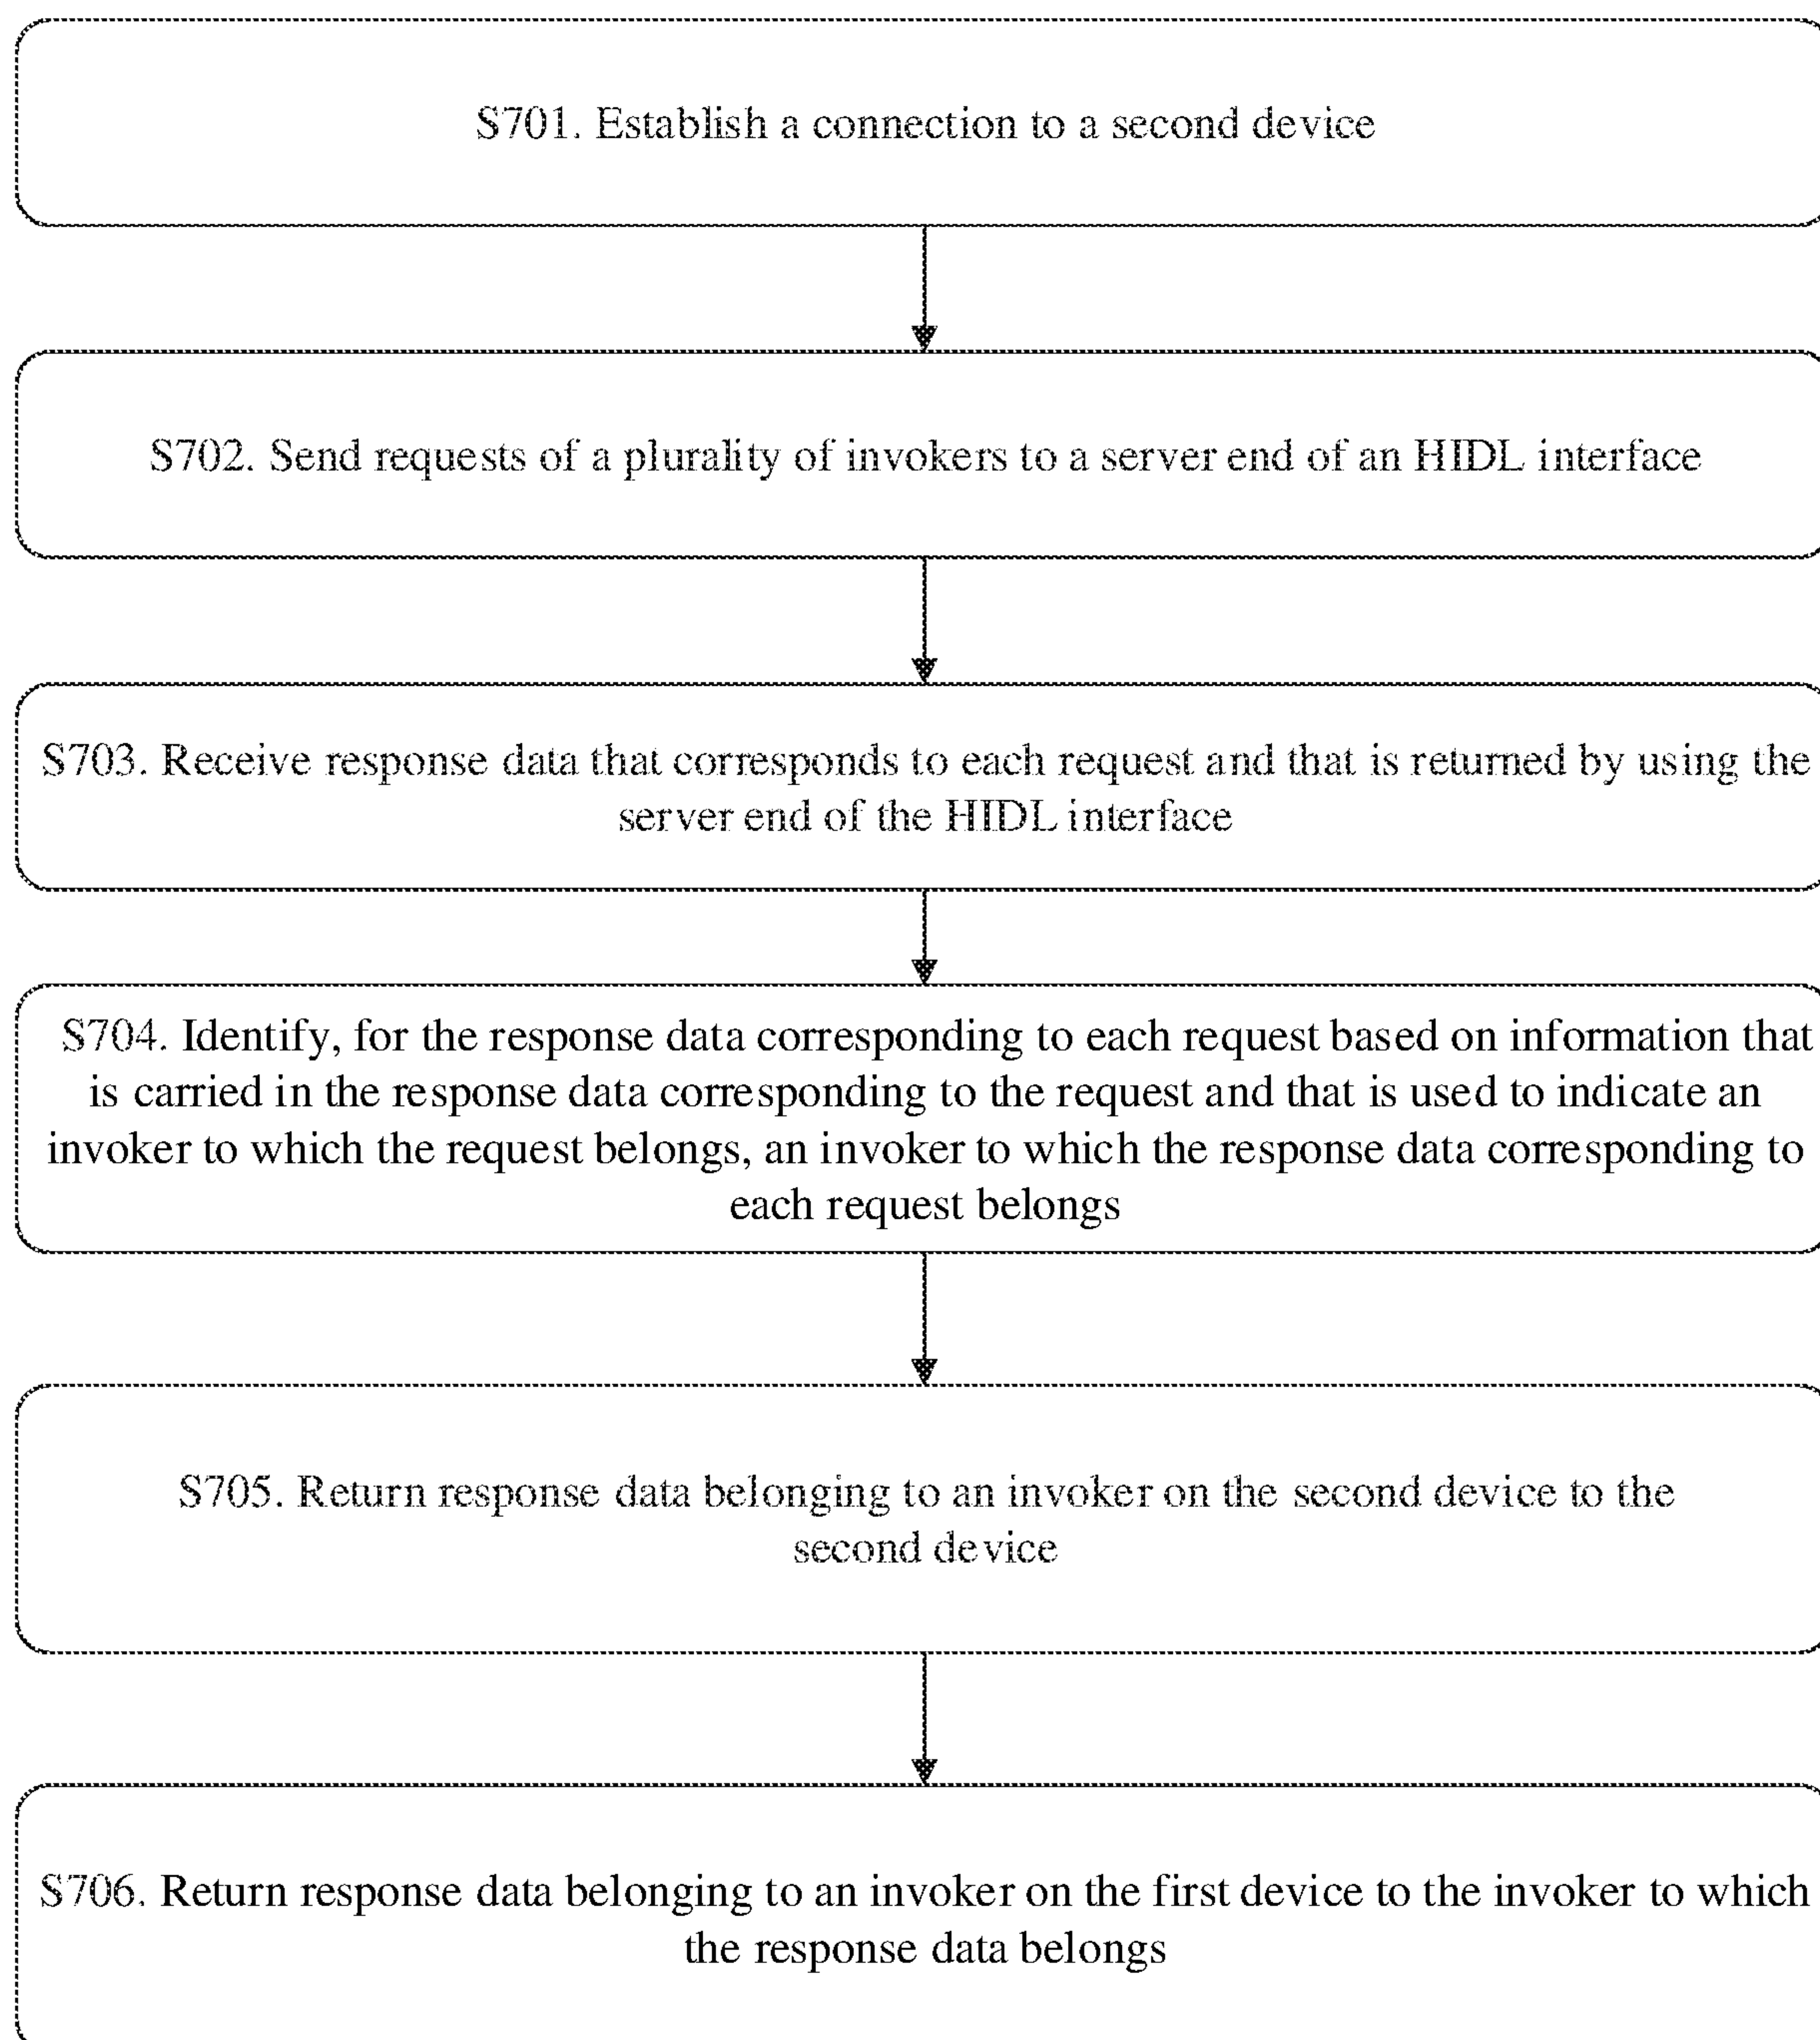 S701. Establish a connection to a second device
S702. Send requests of a plurality of invokers to a server end of an HIDL interface
S703. Receive response data that corresponds to each request and that is returned by using the
server end of the HIDL interface
S704. Identify, for the response data corresponding to each request based on information that
is carried in the response data corresponding to the request and that is used to indicate an
invoker to which the request belongs, an invoker to which the response data corresponding to
each request belongs
S705. Return response data belonging to an invoker on the second device to the
second device
S706. Return response data belonging to an invoker on the first device to the invoker to which
the response data belongs